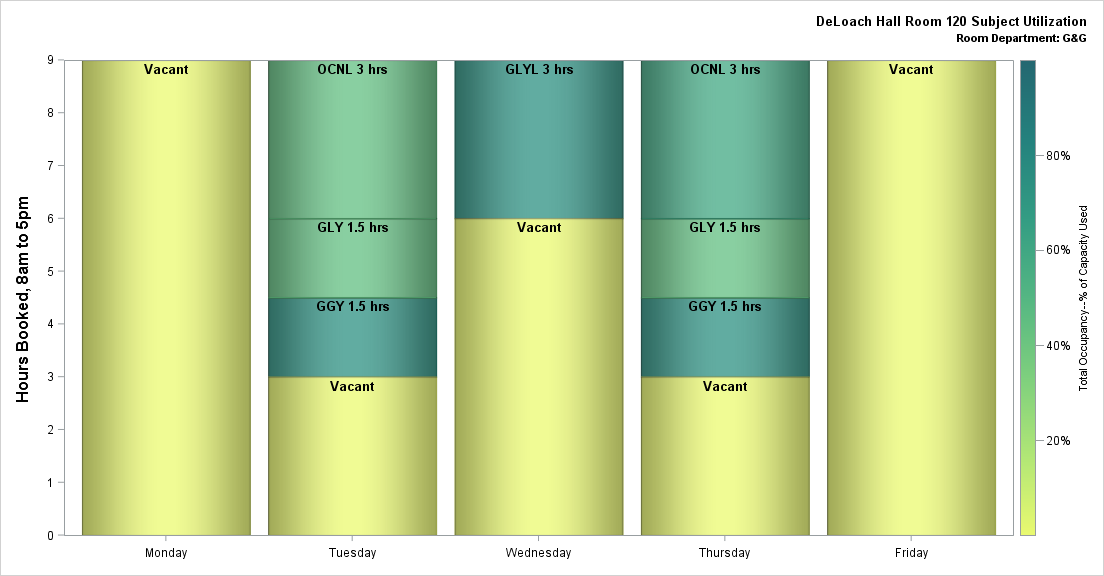 DeLoach Hall Room 120 Subject Utilization
Room Department: G&G
Hours Booked, 8am to 5pm
9
8
7
6
5
4
3
2
1
0
Vacant
OCNL 3 hrs
GLY 1.5 hrs
GGY 1.5 hrs
Vacant
GLYL 3 hrs
Vacant
OCNL 3 hrs
GLY 1.5 hrs
GGY 1.5 hrs
Vacant
Vacant
Monday
Tuesday
Wednesday
Thursday
Friday
80%
60%
40%
20%
Total Occupancy--% of Capacity Used